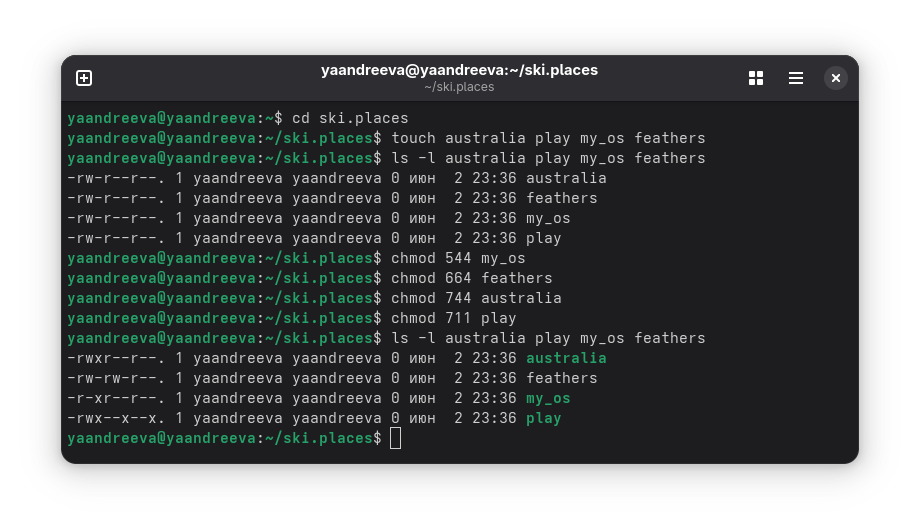 yaandreeva@yaandreeva:~/ski.places
~/ski.places
yaandreeva@yaandreeva:~$ cd ski.places
yaandreeva@yaandreeva:~/ski.places$ touch australia play my_os feathers
yaandreeva@yaandreeva:~/ski.places$ ls -l australia play my_os feathers
-rw-r--r--. 1 yaandreeva yaandreeva 0 июн  2 23:36 australia
-rw-r--r--. 1 yaandreeva yaandreeva 0 июн  2 23:36 feathers
-rw-r--r--. 1 yaandreeva yaandreeva 0 июн  2 23:36 my_os
-rw-r--r--. 1 yaandreeva yaandreeva 0 июн  2 23:36 play
yaandreeva@yaandreeva:~/ski.places$ chmod 544 my_os
yaandreeva@yaandreeva:~/ski.places$ chmod 664 feathers
yaandreeva@yaandreeva:~/ski.places$ chmod 744 australia
yaandreeva@yaandreeva:~/ski.places$ chmod 711 play
yaandreeva@yaandreeva:~/ski.places$ ls -l australia play my_os feathers
-rwxr--r--. 1 yaandreeva yaandreeva 0 июн  2 23:36 australia
-rw-rw-r--. 1 yaandreeva yaandreeva 0 июн  2 23:36 feathers
-r-xr--r--. 1 yaandreeva yaandreeva 0 июн  2 23:36 my_os
-rwx--x--x. 1 yaandreeva yaandreeva 0 июн  2 23:36 play
yaandreeva@yaandreeva:~/ski.places$